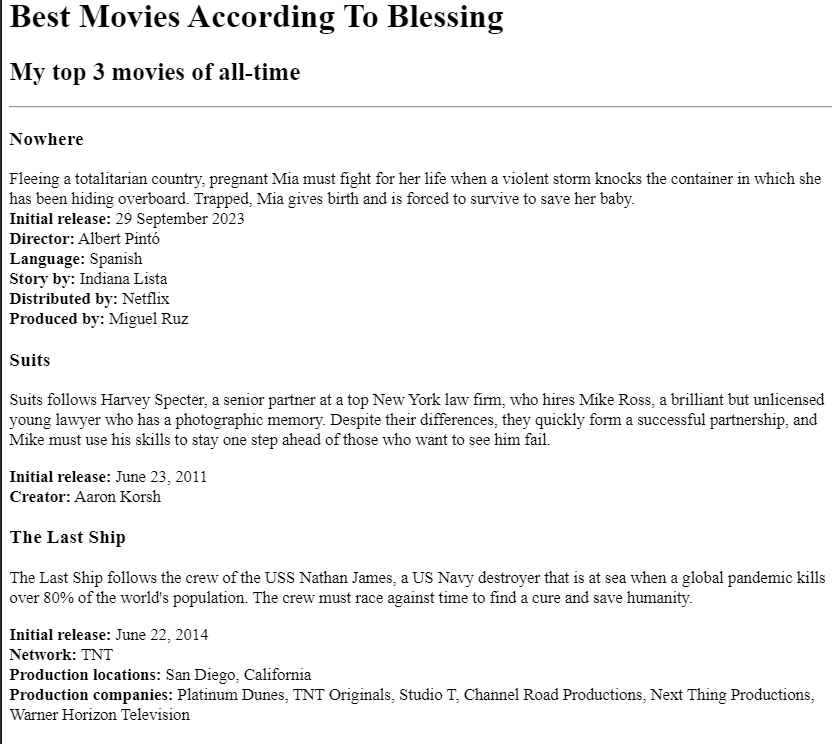 Best Movies According To Blessing
My top 3 movies of all-time
Nowhere
Fleeing a totalitarian country, pregnant Mia must fight for her life when a violent storm knocks the container in which she
has been hiding overboard. Trapped, Mia gives birth and is forced to survive to save her baby.
Initial release: 29 September 2023
Director: Albert Pintó
Language: Spanish
Story by: Indiana Lista
Distributed by: Netflix
Produced by: Miguel Ruz
Suits
Suits follows Harvey Specter, a senior partner at a top New York law firm, who hires Mike Ross, a brilliant but unlicensed
young lawyer who has a photographic memory. Despite their differences, they quickly form a successful partnership, and
Mike must use his skills to stay one step ahead of those who want to see him fail.
Initial release: June 23, 2011
Creator: Aaron Korsh
The Last Ship
The Last Ship follows the crew of the USS Nathan James, a US Navy destroyer that is at sea when a global pandemic kills
over 80% of the world's population. The crew must race against time to find a cure and save humanity.
Initial release: June 22, 2014
Network: TNT
Production locations: San Diego, California
Production companies: Platinum Dunes, TNT Originals, Studio T, Channel Road Productions, Next Thing Productions,
Warner Horizon Television